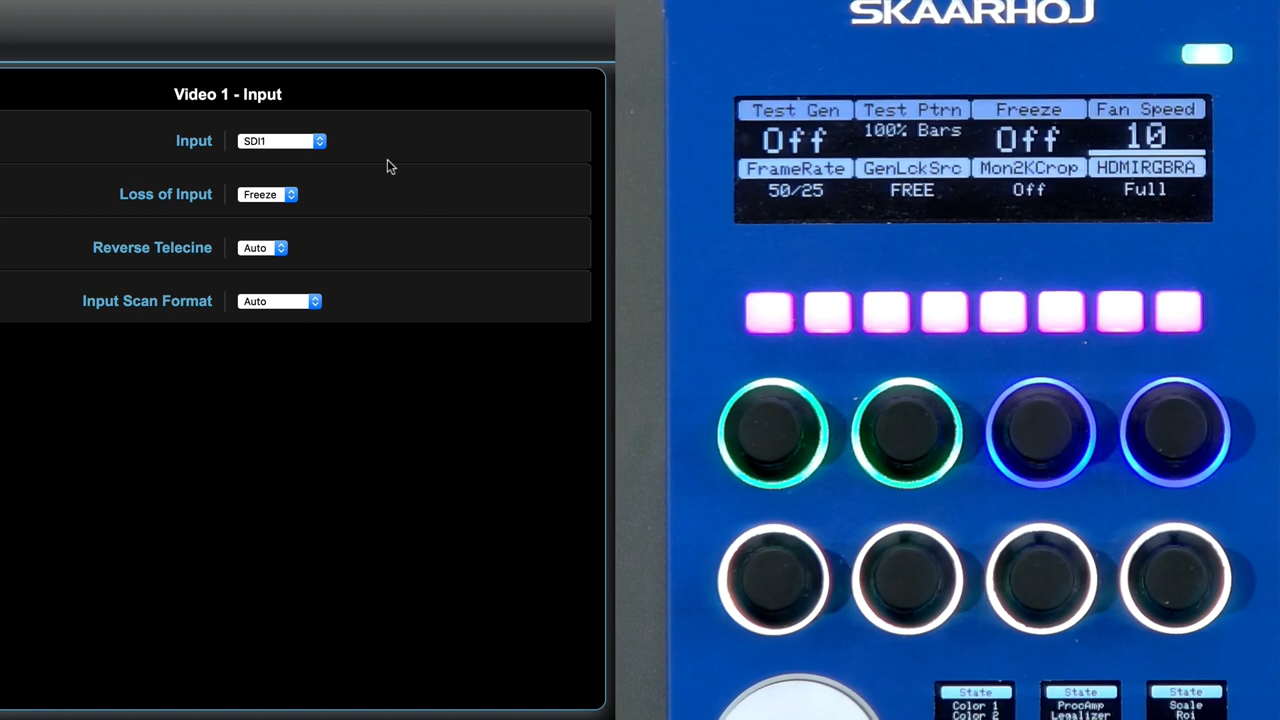 Video 1 - Input
Input
SDI1
Loss of Input
Freeze
Reverse Telecine
Auto
Input Scan Format
Auto
SKAARHOJ
Test Gen Test Ptrn Freeze Fan Speed
Off 100% Bars Off 10
FrameRate GenLckSrc Mon2KCrop HDMIRGBRA
50/25 FREE Off Full
State State State
Color 1 ProcAmp Scale
Color 2 Legalizer Roi